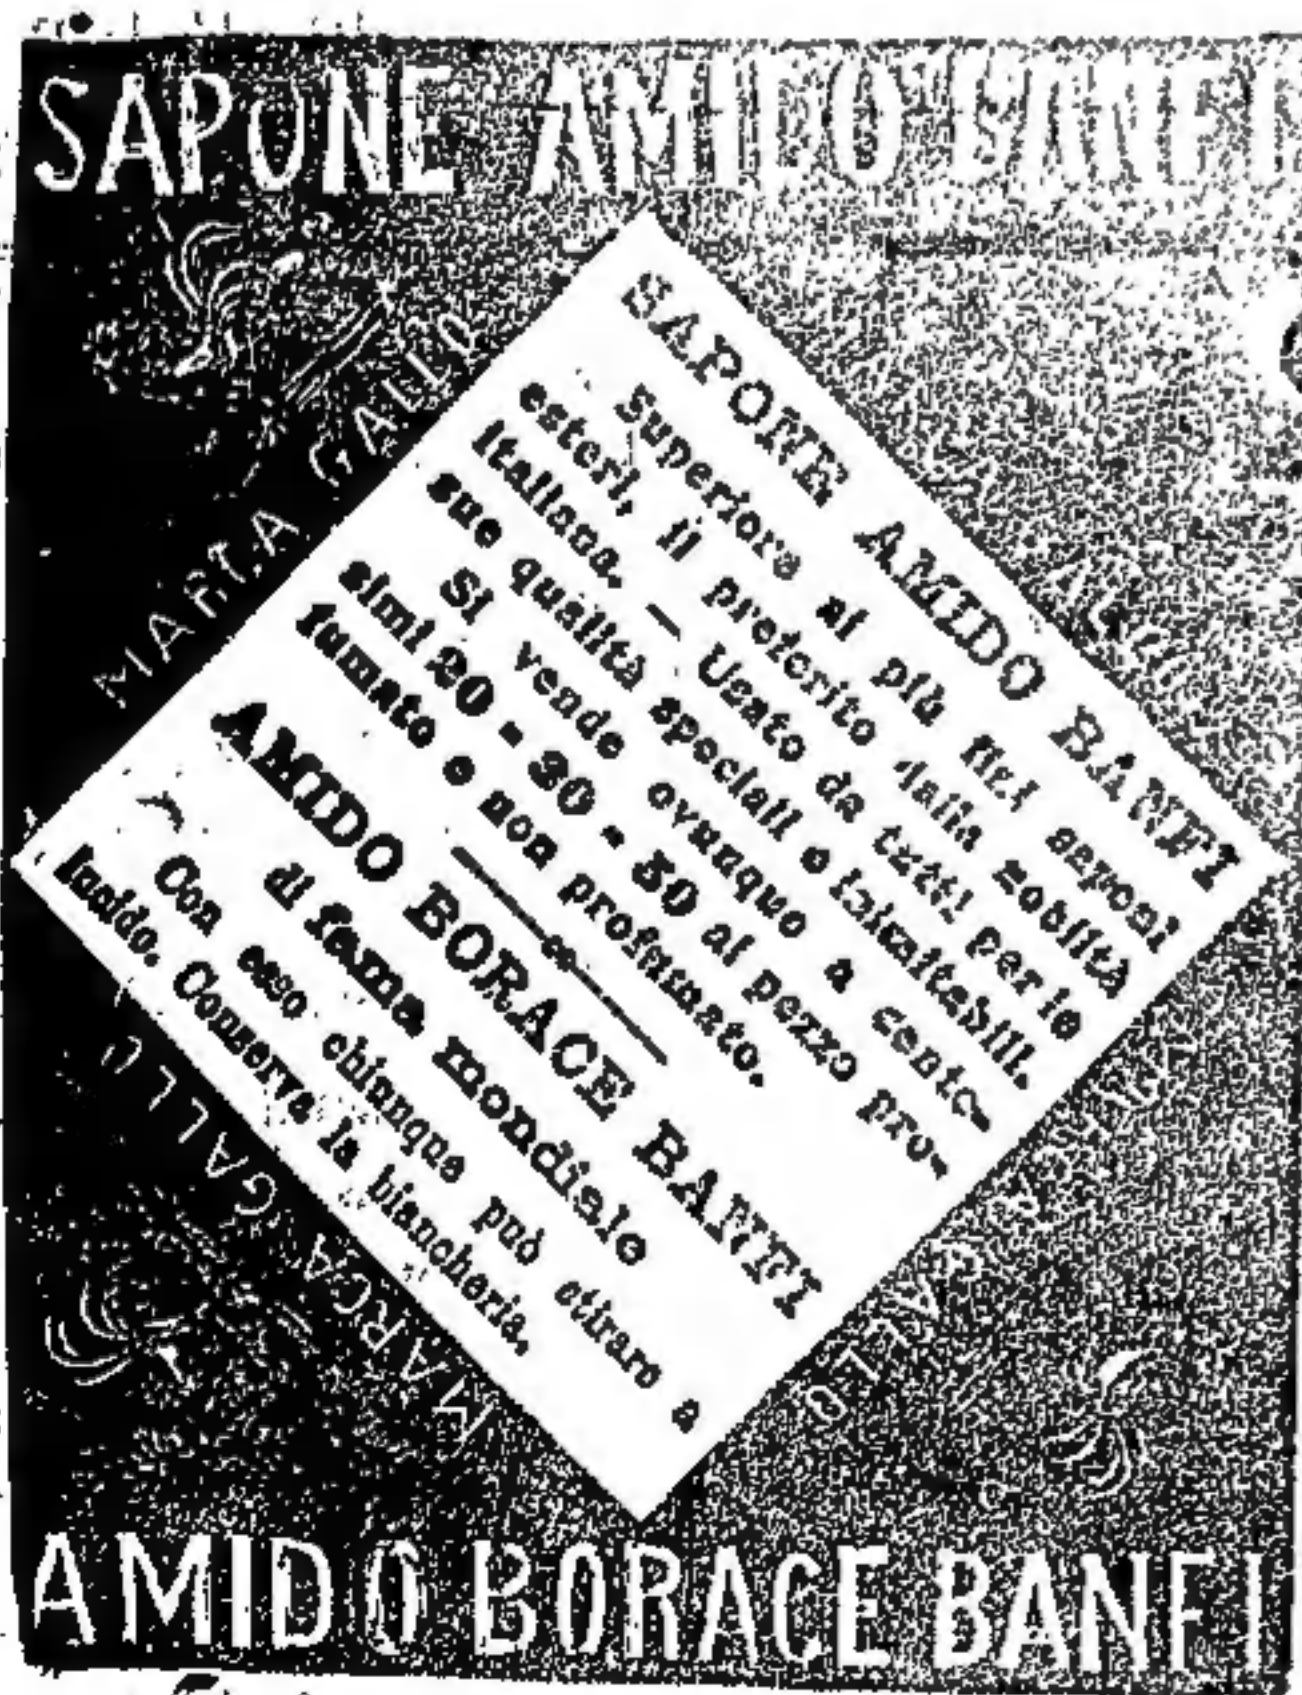 SAPONE AMIDO BANFI
MARCA GALLO
SAPONE AMIDO BANFI
Superiore ai più fini saponi
esteri, il preferito dalla nobiltà
Italiana. — Usato da tutti per le
sue qualità speciali e inimitabili.
Si vende ovunque a cente-
simi 20 - 30 - 50 al pezzo pro-
fumato e non profumato.
AMIDO BORACE BANFI
di fama mondiale
Con esso chiunque può stirare a
lucido. Conserva la biancheria.
MARCA GALLO
GALLO
AMIDO BORACE BANFI